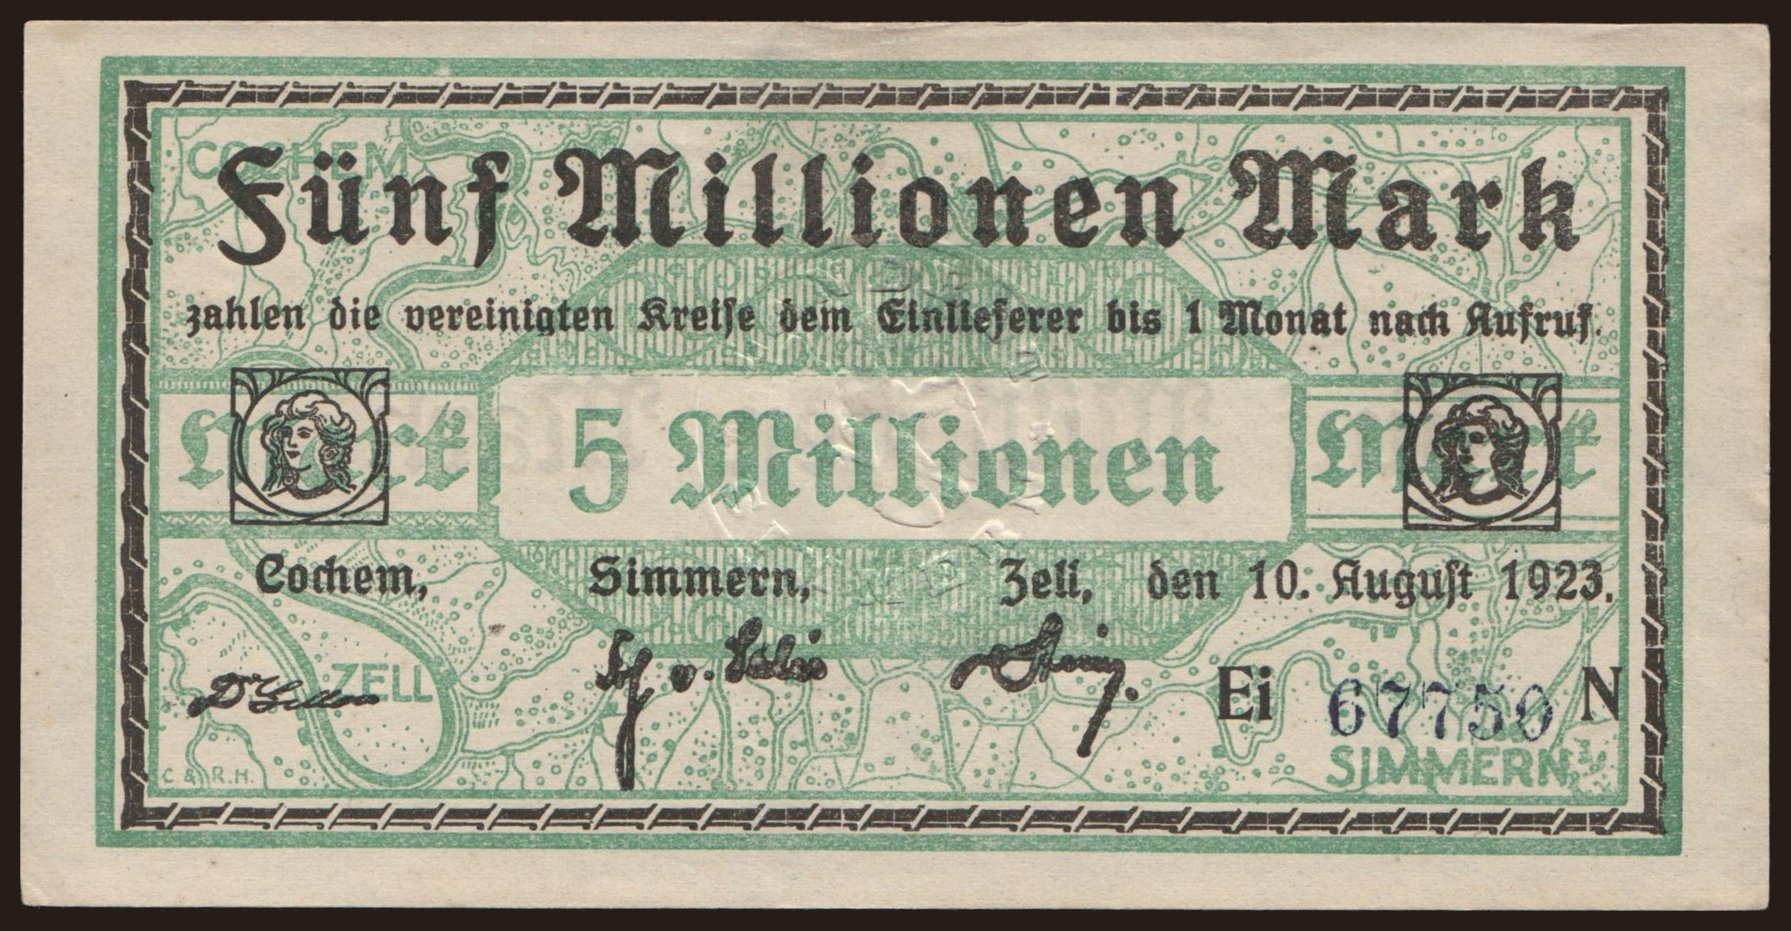 COCHEM
Fünf Millionen Mark
zahlen die vereinigten Kreise dem Einlieferer bis 1 Monat nach Aufruf.
Mark 5 Millionen Mark
Cochem, Simmern, Zell, den 10. August 1923.
ZELL
Ei 67750 N
SIMMERN
C & R.H.